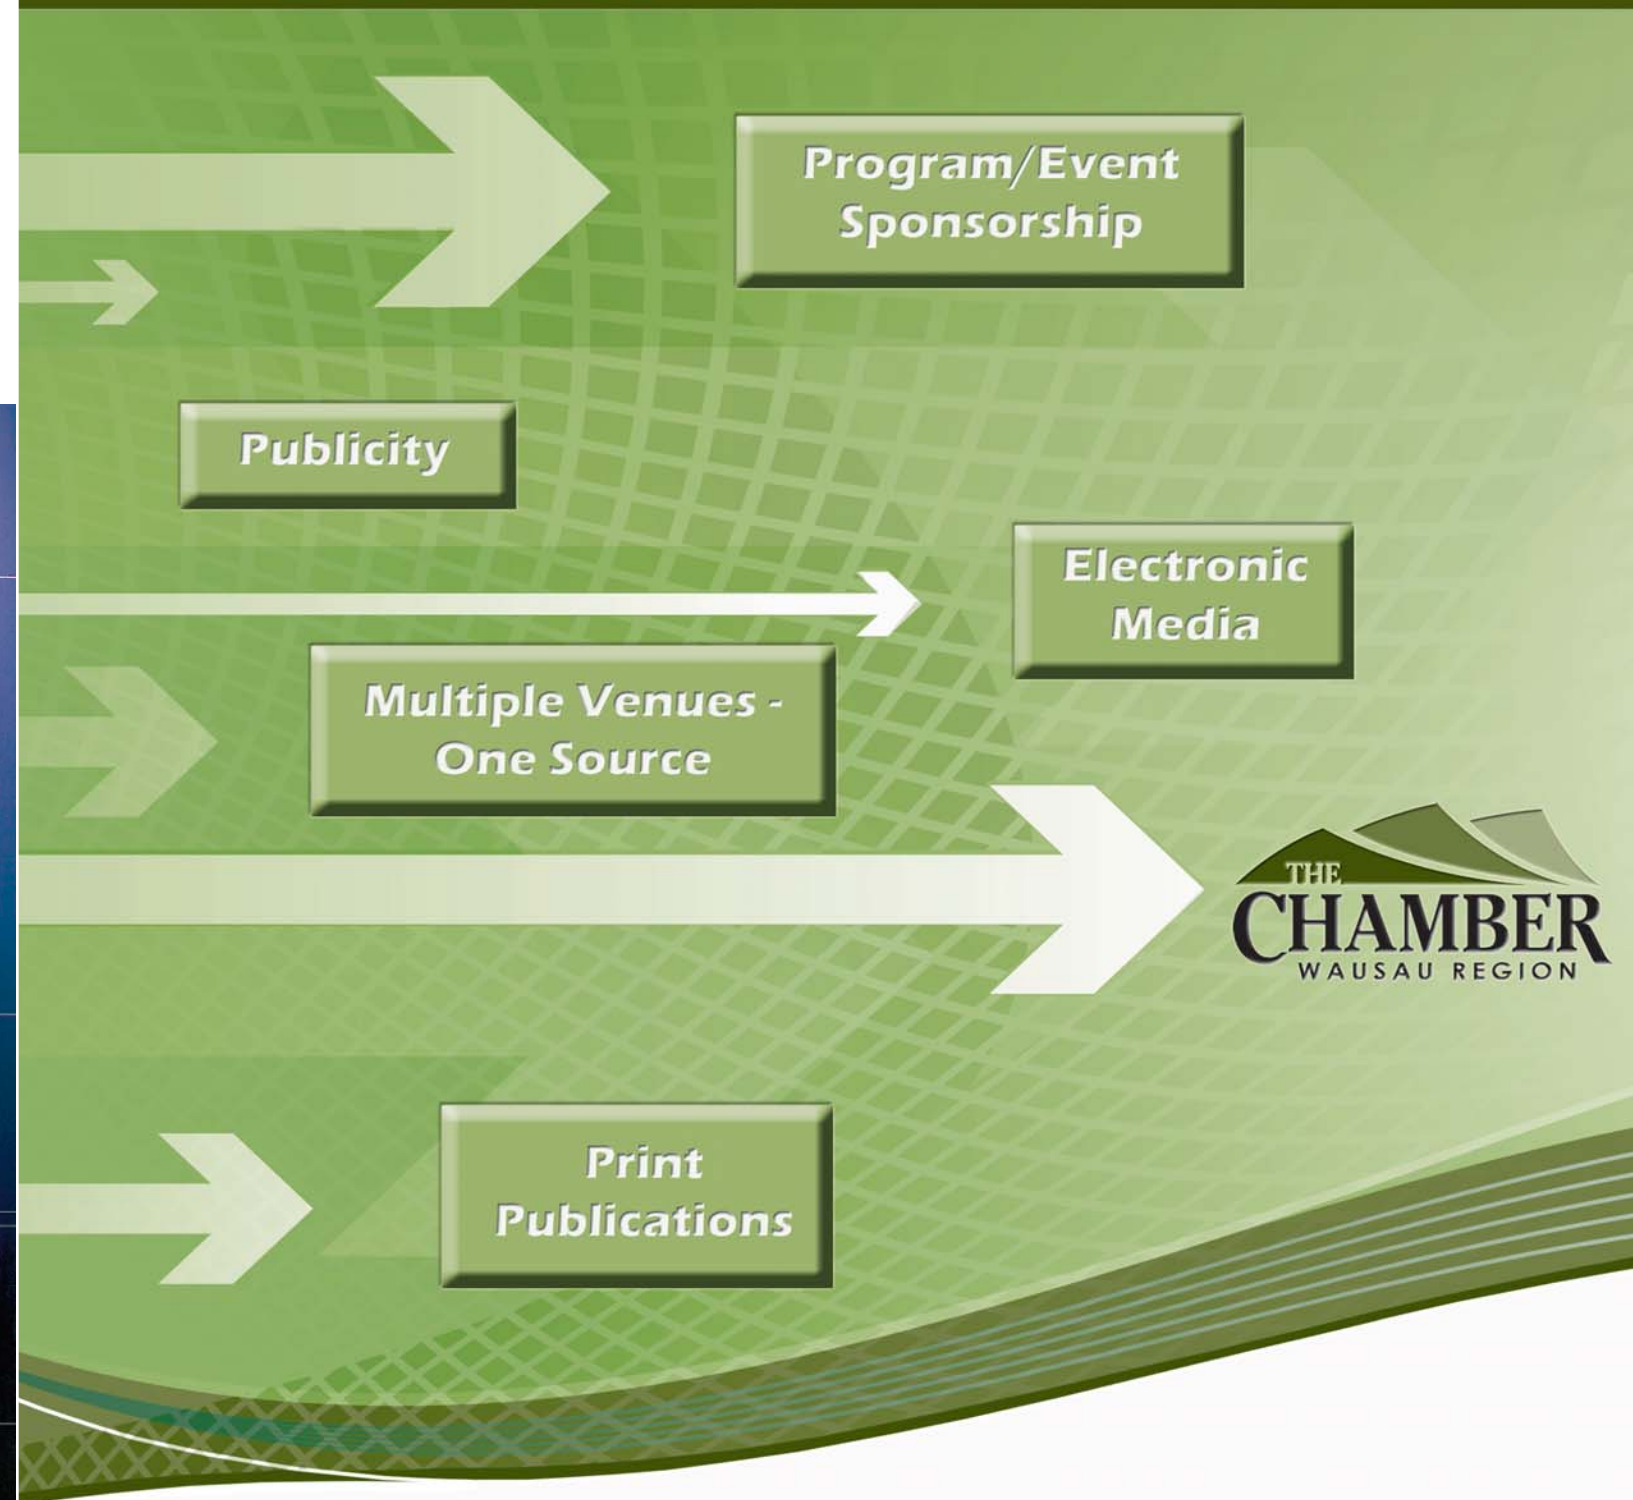 Program/Event
Sponsorship
Publicity
Electronic
Media
Multiple Venues -
One Source
THE
CHAMBER
WAUSAU REGION
Print
Publications